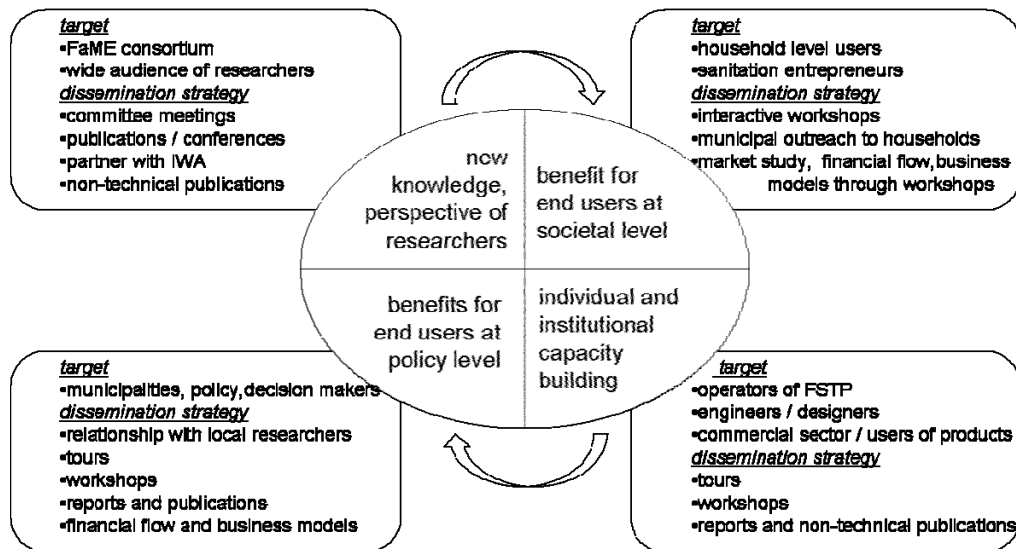 target
▪FaME consortium
▪wide audience of researchers
dissemination strategy
▪committee meetings
▪publications / conferences
▪partner with IWA
▪non-technical publications
target
▪household level users
▪sanitation entrepreneurs
dissemination strategy
▪interactive workshops
▪municipal outreach to households
▪market study, financial flow,business
models through workshops
new
knowledge,
perspective of
researchers
benefit for
end users at
societal level
benefits for
end users at
policy level
individual and
institutional
capacity
building
target
▪municipalities, policy,decision makers
dissemination strategy
▪relationship with local researchers
▪tours
▪workshops
▪reports and publications
▪financial flow and business models
target
▪operators of FSTP
▪engineers / designers
▪commercial sector / users of products
dissemination strategy
▪tours
▪workshops
▪reports and non-technical publications